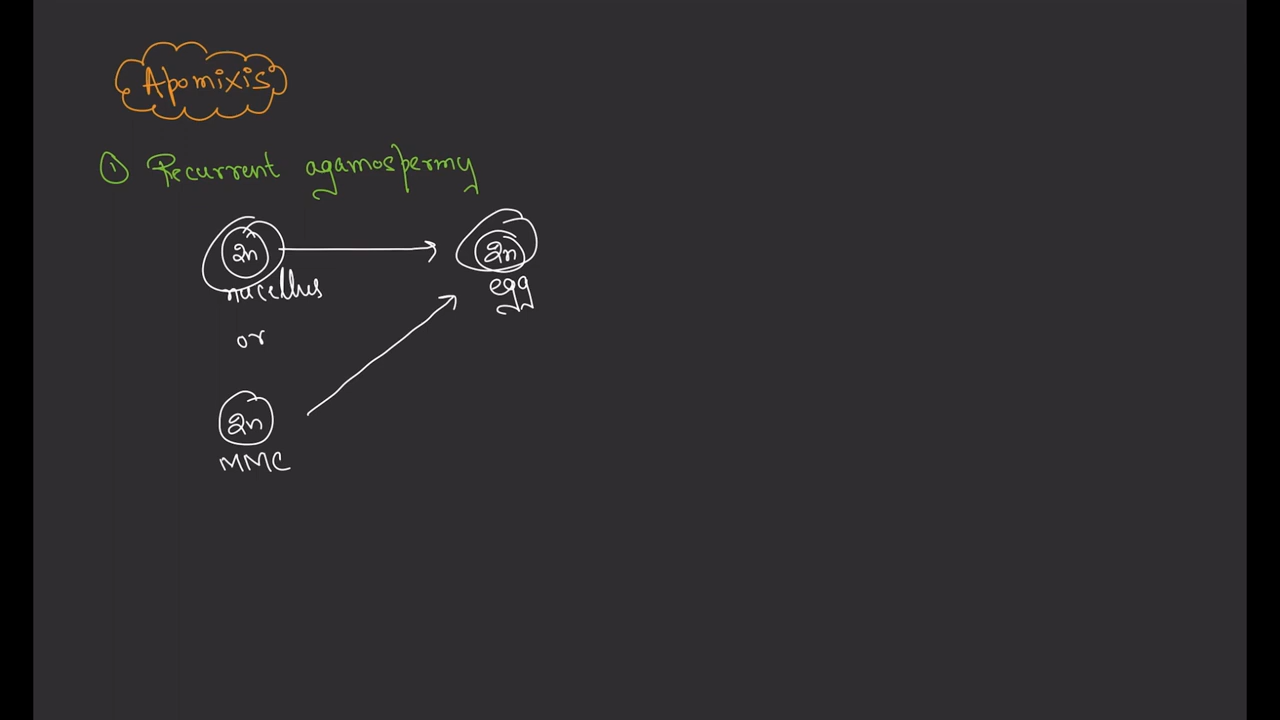 Apomixis
① Recurrent agamospermy
2n 2n
nucellus egg
or
2n
MMC